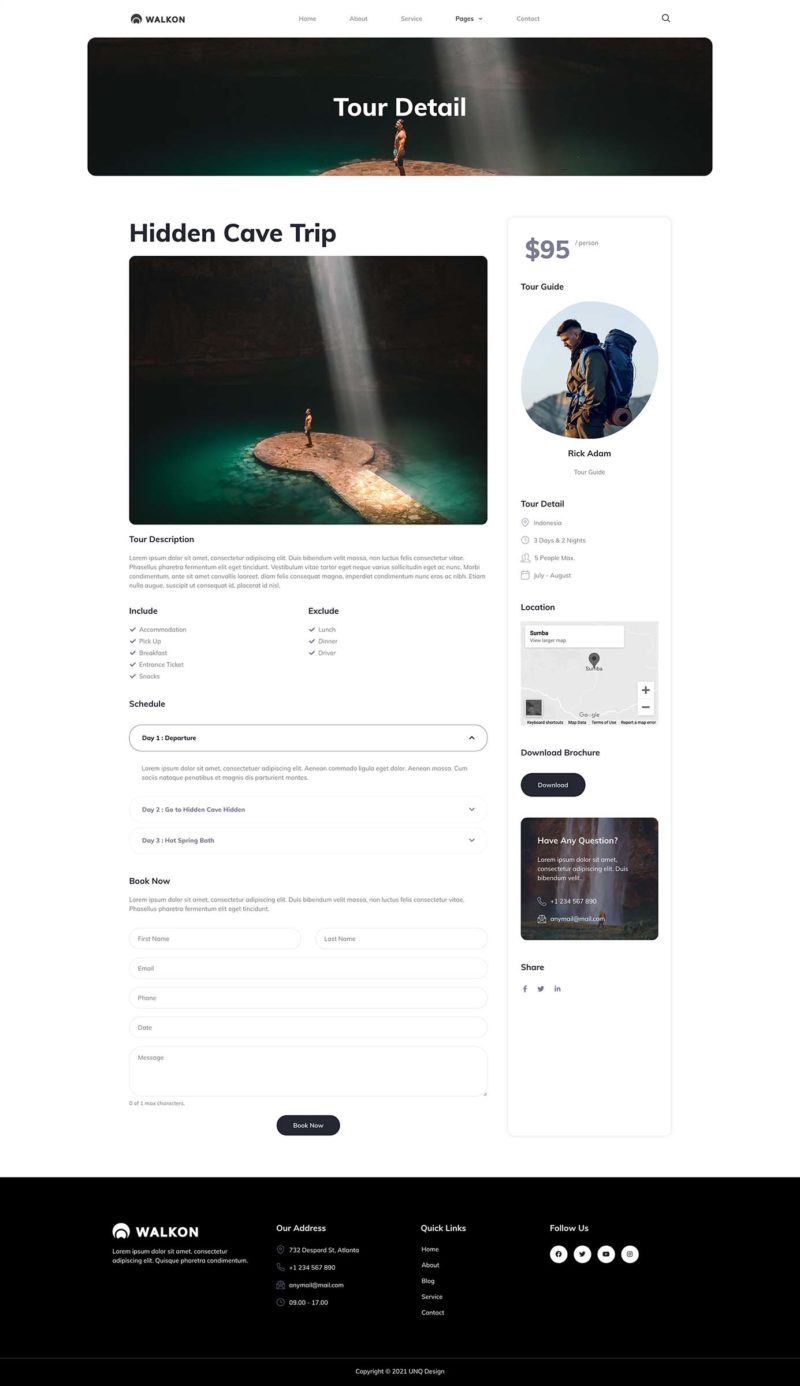 WALKON
Home About Service Pages Contact
Tour Detail
Hidden Cave Trip
Tour Description
Lorem ipsum dolor sit amet, consectetur adipiscing elit. Duis bibendum velit massa, non luctus felis consectetur vitae.
Phasellus pharetra fermentum elit eget tincidunt. Vestibulum vitae tortor eget neque varius sollicitudin eget ac nunc. Morbi
condimentum, ante sit amet convallis laoreet, diam felis consequat magna, imperdiet condimentum nunc eros ac nibh. Etiam
nulla augue, suscipit ut consequat id, placerat id nisl.
Include
Accommodation
Pick Up
Breakfast
Entrance Ticket
Snacks
Exclude
Lunch
Dinner
Driver
Schedule
Day 1 : Departure
Lorem ipsum dolor sit amet, consectetuer adipiscing elit. Aenean commodo ligula eget dolor. Aenean massa. Cum
sociis natoque penatibus et magnis dis parturient montes.
Day 2 : Go to Hidden Cave Hidden
Day 3 : Hot Spring Bath
Book Now
Lorem ipsum dolor sit amet, consectetur adipiscing elit. Duis bibendum velit massa, non luctus felis consectetur vitae.
Phasellus pharetra fermentum elit eget tincidunt.
First Name Last Name
Email
Phone
Date
Message
0 of 1 max characters.
Book Now
$95 / person
Tour Guide
Rick Adam
Tour Guide
Tour Detail
Indonesia
3 Days & 2 Nights
5 People Max.
July - August
Location
Sumba
View larger map
Sumba
Google
Keyboard shortcuts Map Data Terms of Use Report a map error
Download Brochure
Download
Have Any Question?
Lorem ipsum dolor sit amet,
consectetur adipiscing elit. Duis
bibendum velit.
+1 234 567 890
anymail@mail.com
Share
WALKON
Lorem ipsum dolor sit amet, consectetur
adipiscing elit. Quisque pharetra condimentum.
Our Address
732 Despard St, Atlanta
+1 234 567 890
anymail@mail.com
09.00 - 17.00
Quick Links
Home
About
Blog
Service
Contact
Follow Us
Copyright © 2021 UNQ Design